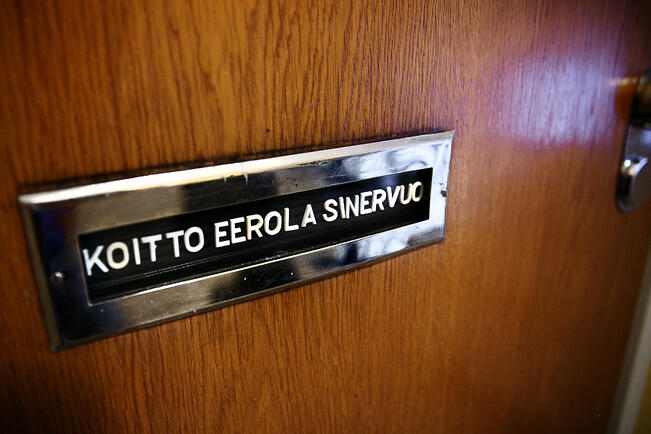 KOITTO EEROLA SINERVUO